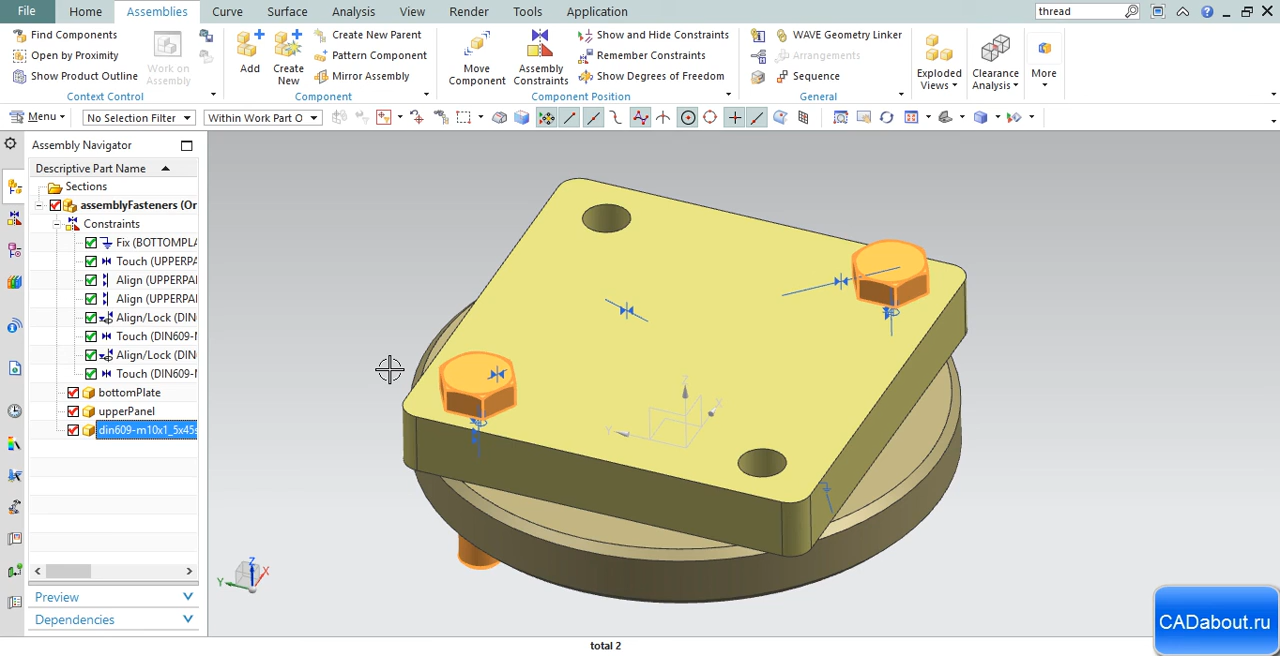 File Home Assemblies Curve Surface Analysis View Render Tools Application thread
Find Components
Open by Proximity
Show Product Outline
Work on
Assembly
Context Control
Add
Create
New
Create New Parent
Pattern Component
Mirror Assembly
Component
Move
Component
Assembly
Constraints
Show and Hide Constraints
Remember Constraints
Show Degrees of Freedom
Component Position
WAVE Geometry Linker
Arrangements
Sequence
General
Exploded
Views
Clearance
Analysis
More
Menu No Selection Filter Within Work Part O
Assembly Navigator
Descriptive Part Name
Sections
assemblyFasteners (Or
Constraints
Fix (BOTTOMPLA
Touch (UPPERPA
Align (UPPERPAI
Align (UPPERPAI
Align/Lock (DIN
Touch (DIN609-M
Align/Lock (DIN
Touch (DIN609-M
bottomPlate
upperPanel
din609-m10x1_5x45s
Preview
Dependencies
Z
Y
X
Z
Y
X
total 2
CADabout.ru